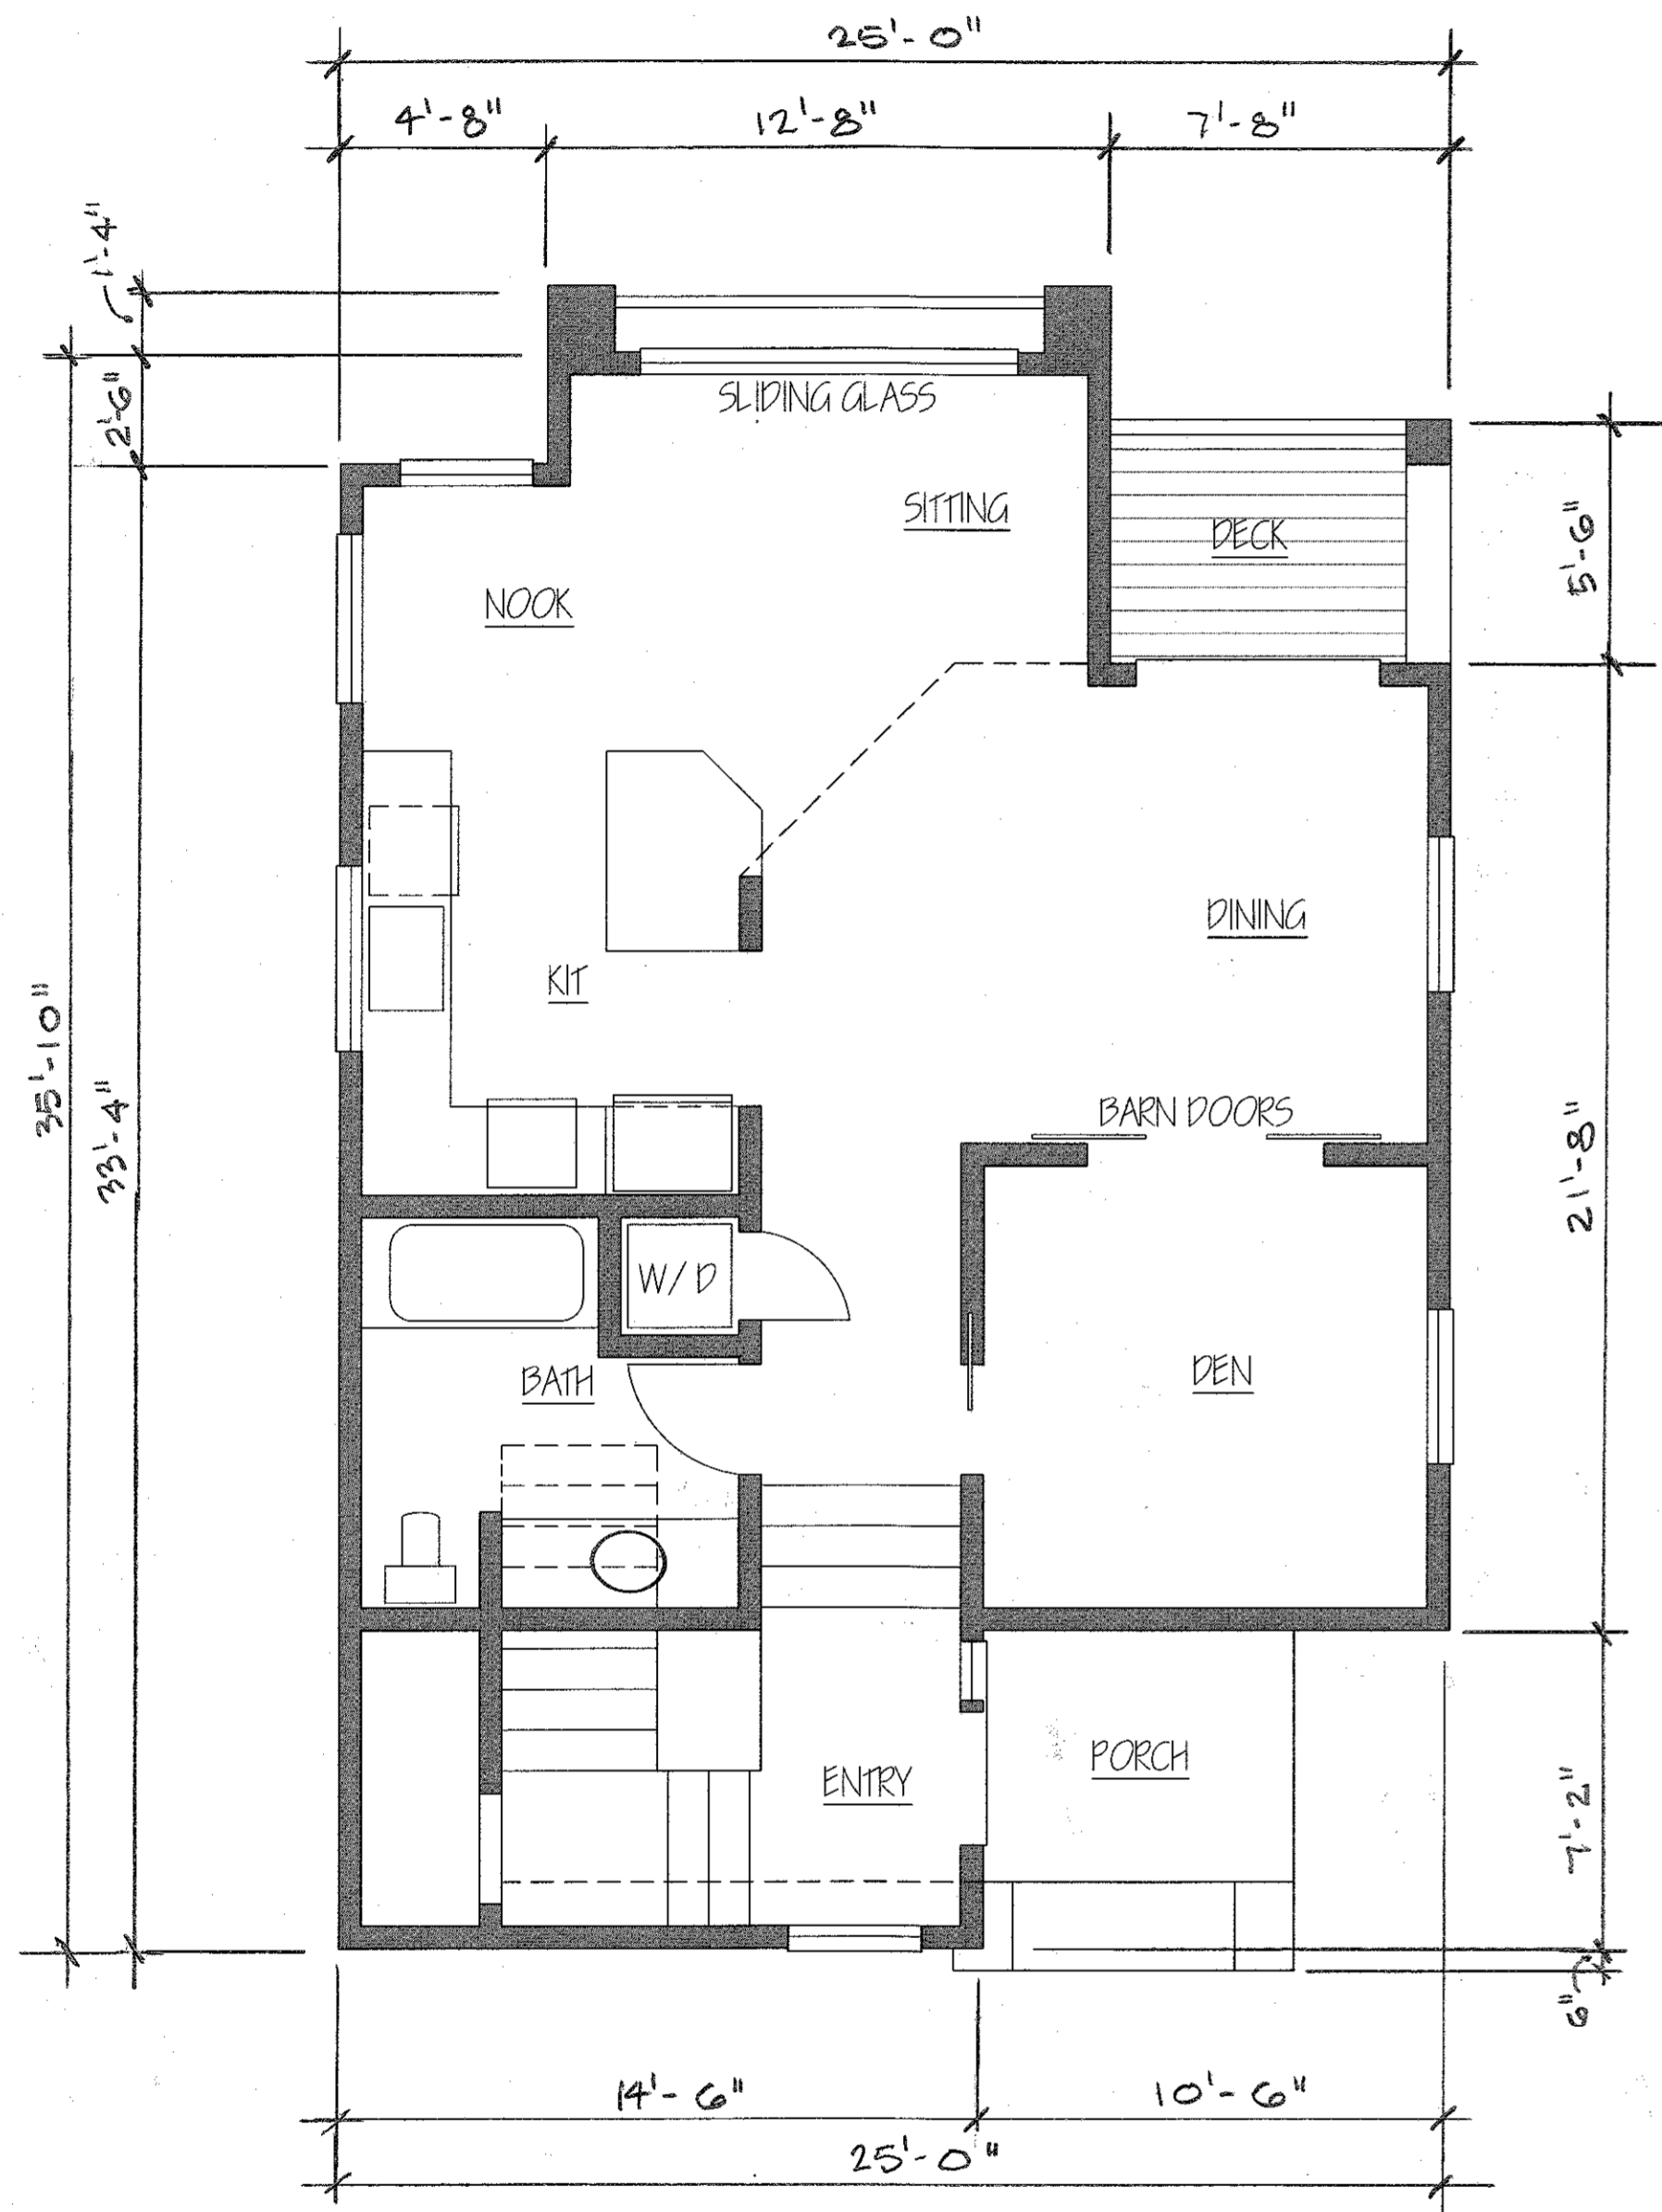 25'-0"
4'-8"
12'-8"
7'-8"
1'-4"
2'-6"
SLIDING GLASS
SITTING
DECK
5'-6"
NOOK
DINING
KIT
35'-10"
33'-4"
BARN DOORS
21'-8"
W/D
BATH
DEN
PORCH
ENTRY
7'-2"
6"
14'-6"
10'-6"
25'-0"